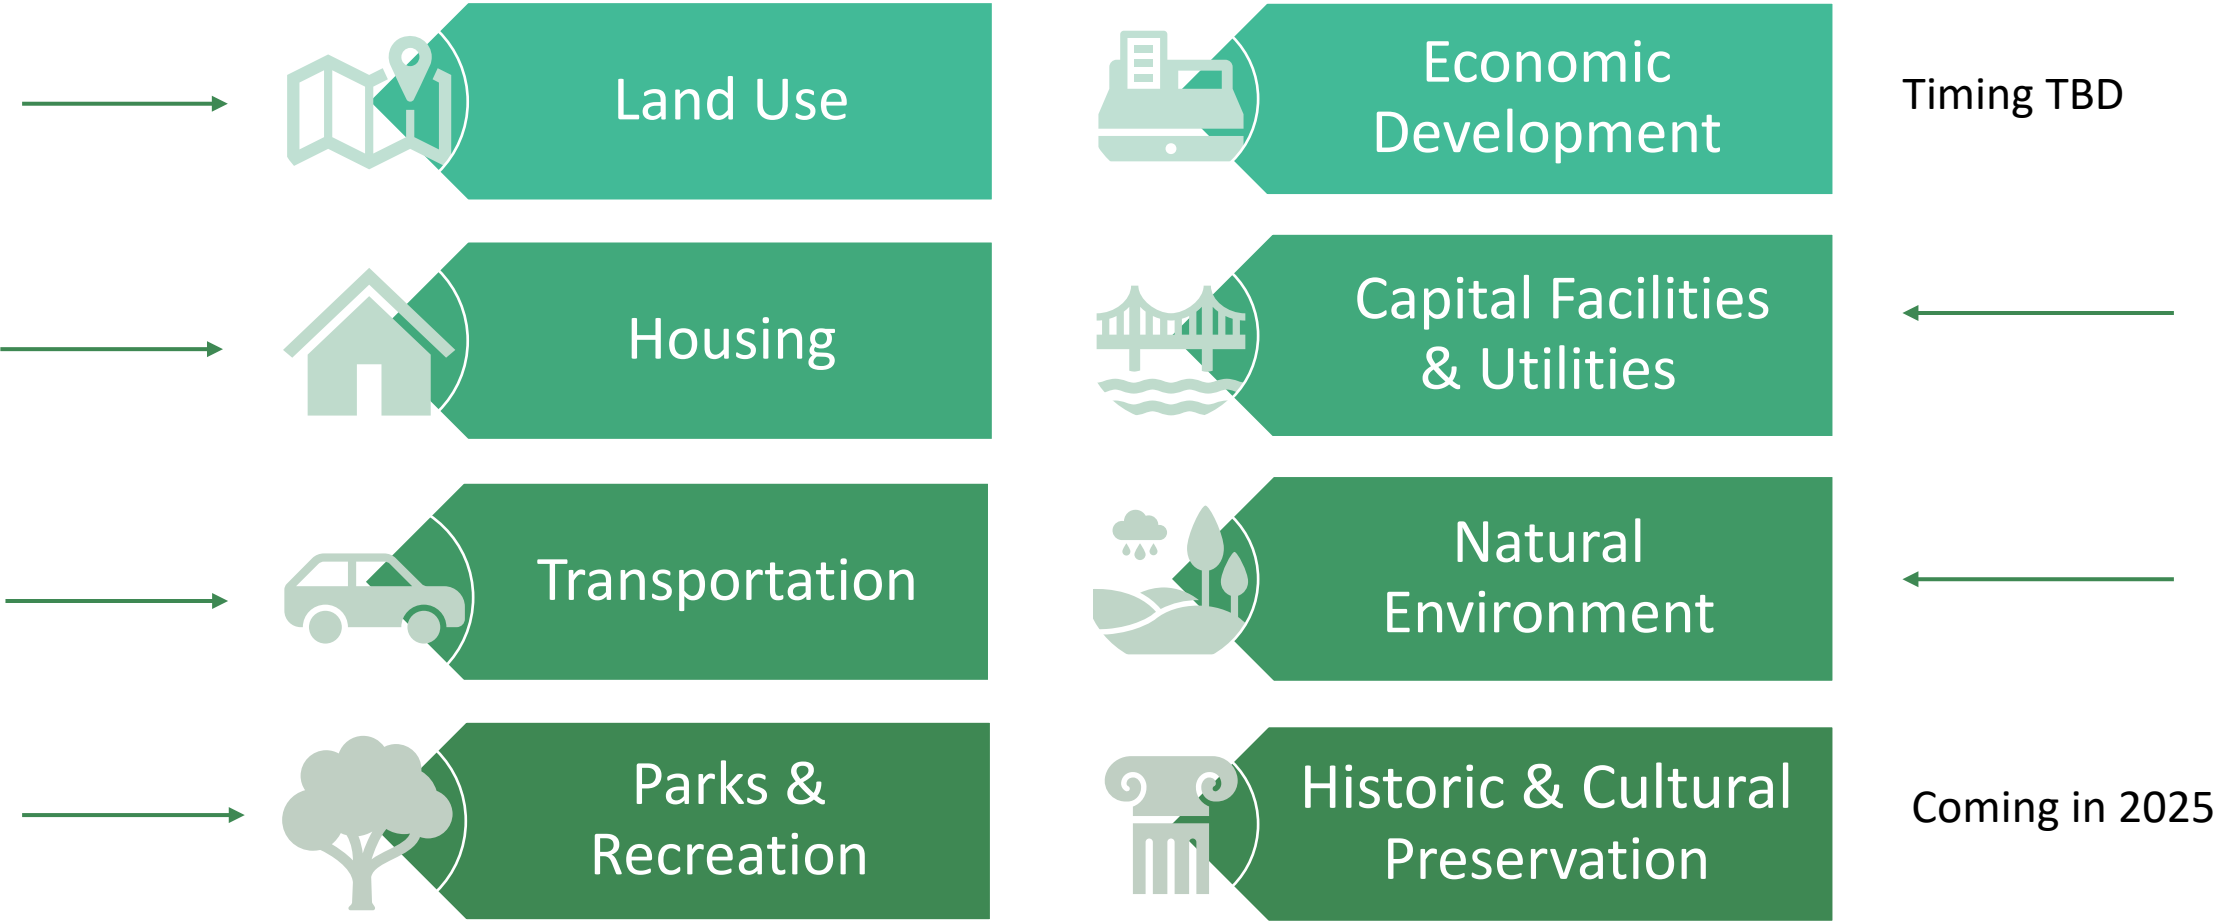 Land Use
Housing
Transportation
Parks &
Recreation
Economic
Development
Timing TBD
Capital Facilities
& Utilities
Natural
Environment
Historic & Cultural
Preservation
Coming in 2025